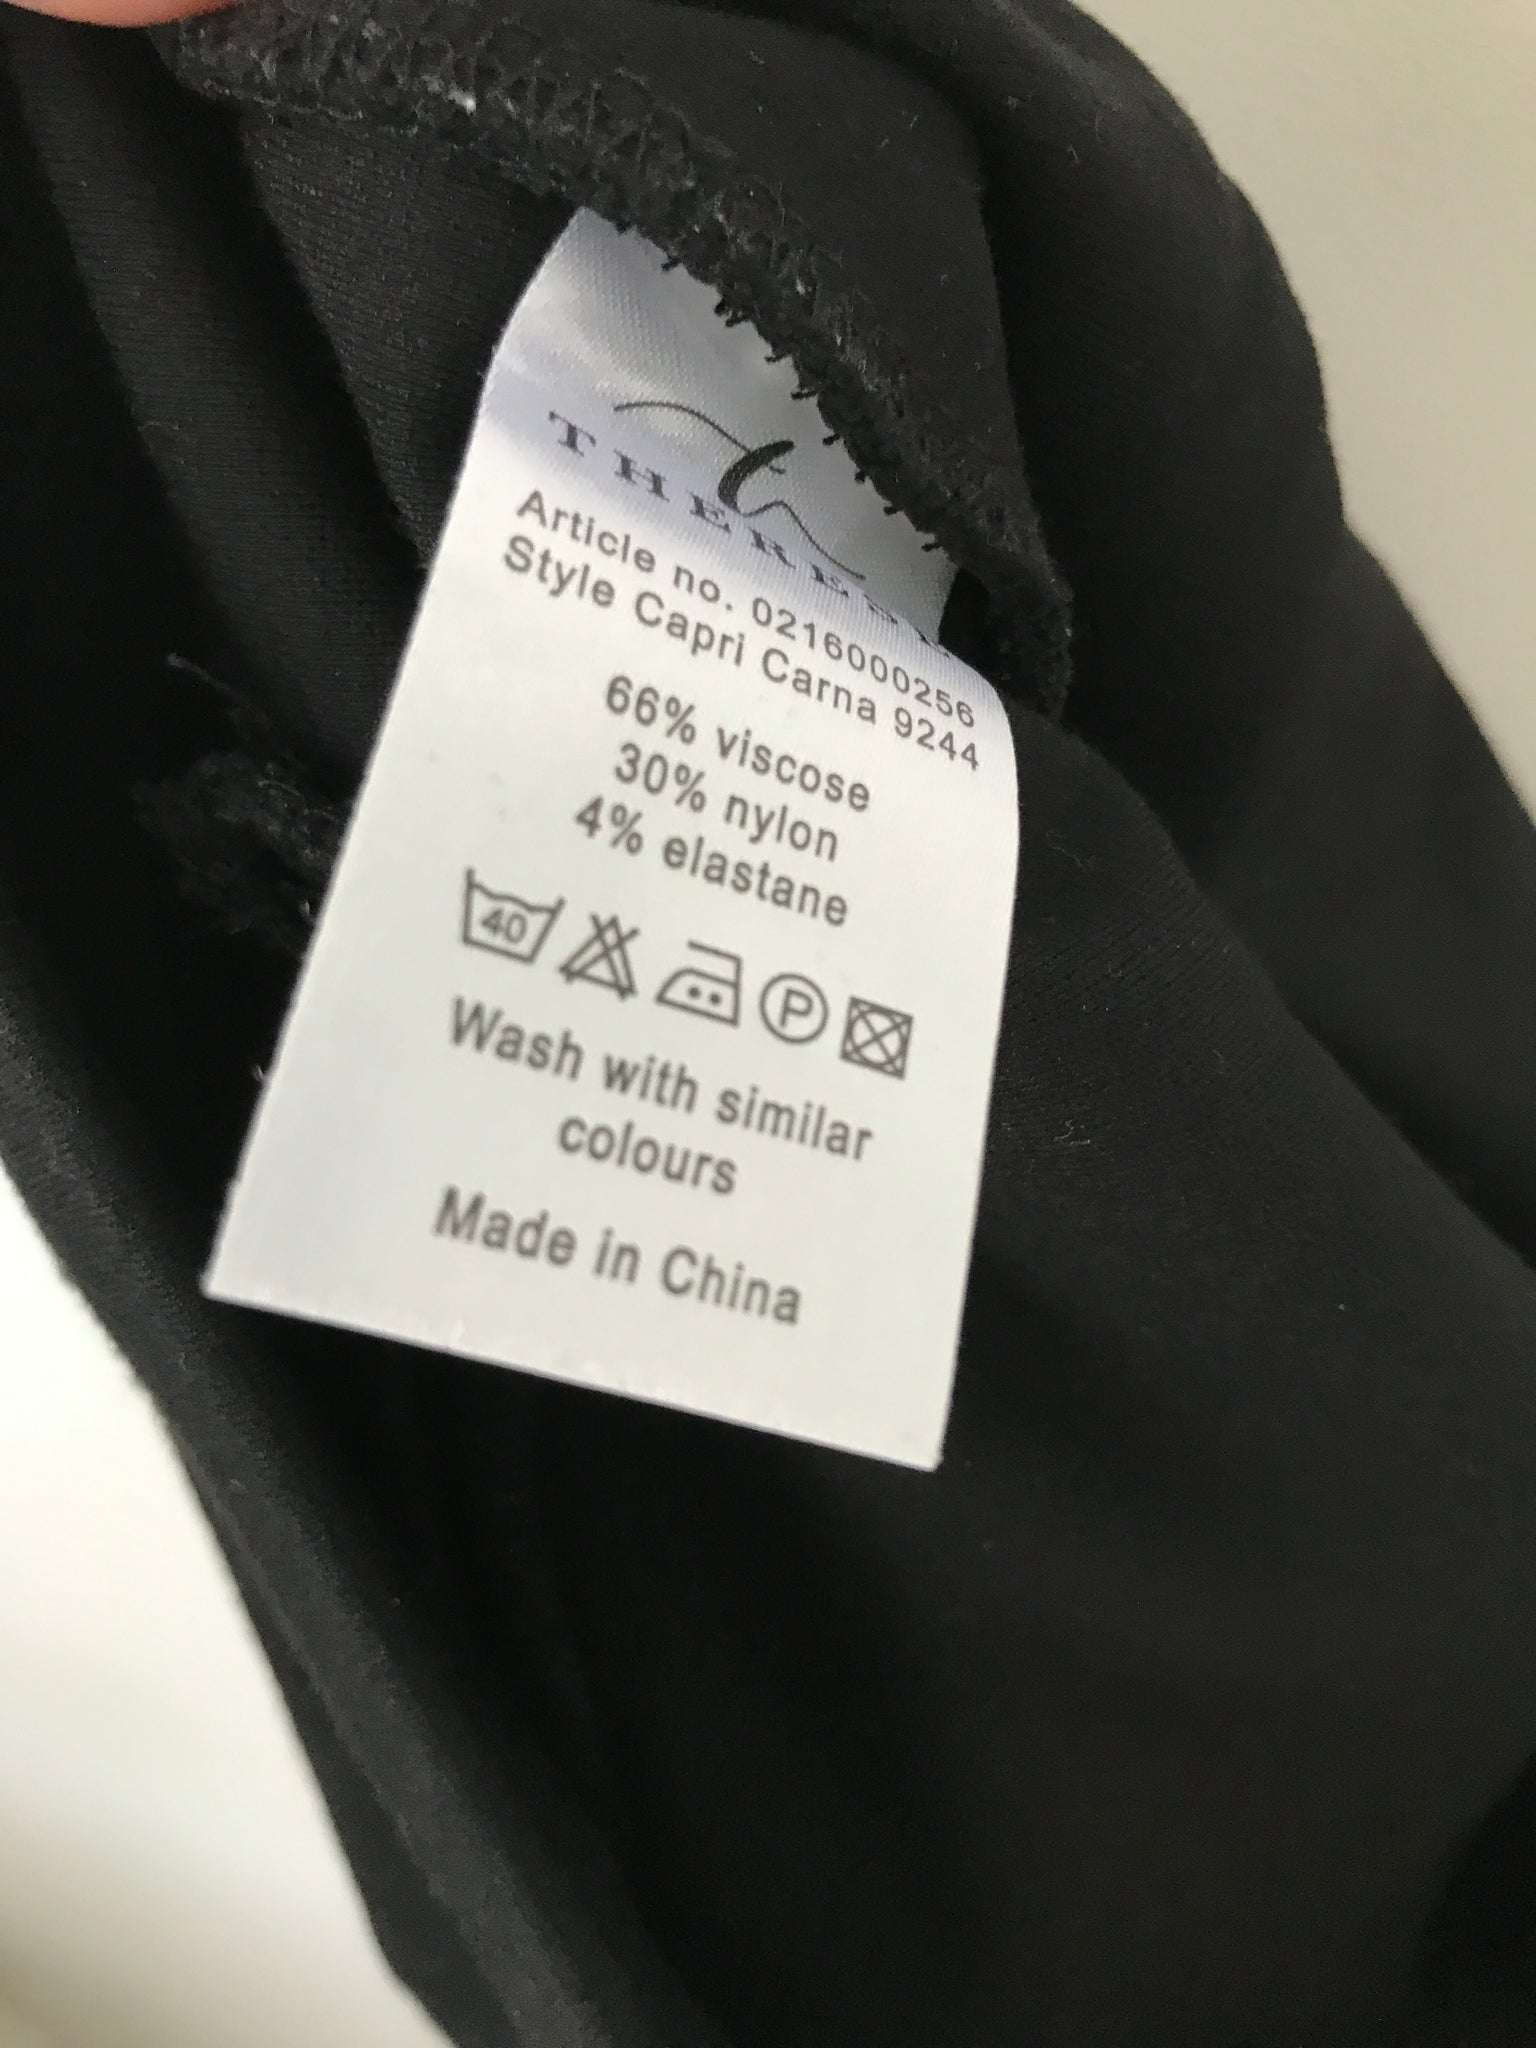 Article no. 0216000256
Style Capri Carna 9244
66% viscose
30% nylon
4% elastane
40 P
Wash with similar
colours
Made in China